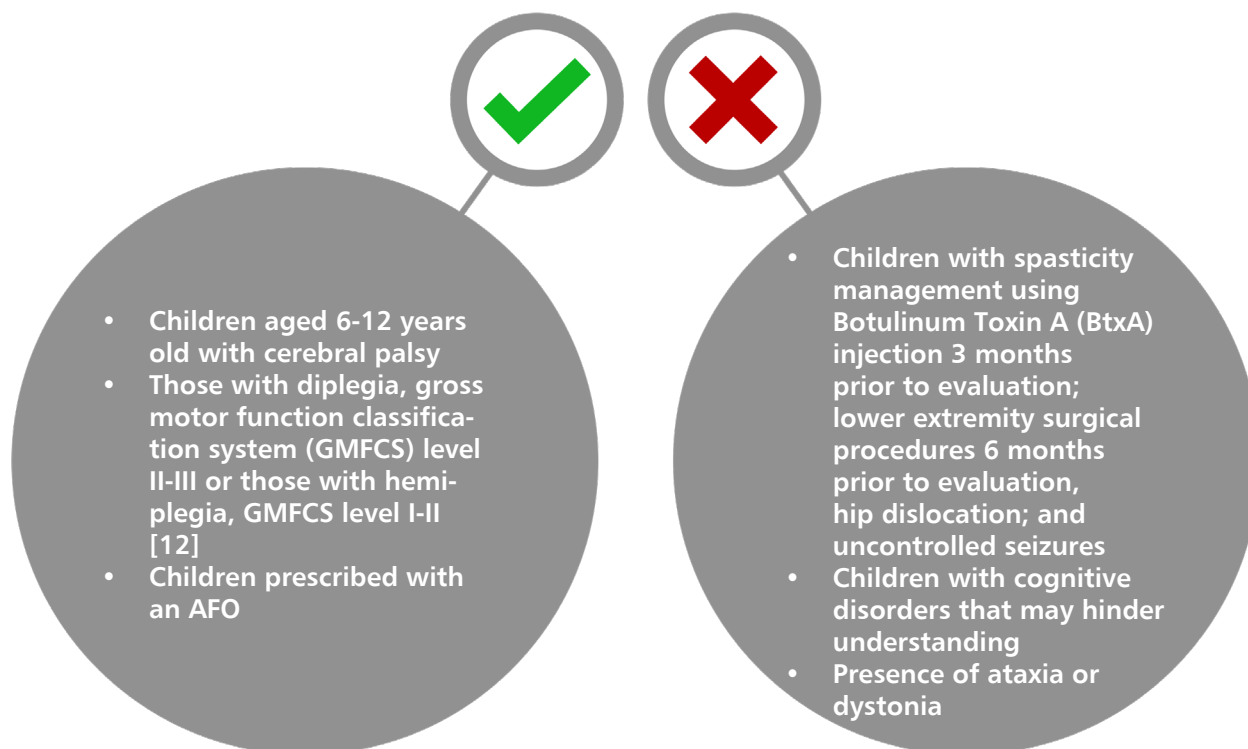 • Children aged 6-12 years
old with cerebral palsy
• Those with diplegia, gross
motor function classifica-
tion system (GMFCS) level
II-III or those with hemi-
plegia, GMFCS level I-II
[12]
• Children prescribed with
an AFO
• Children with spasticity
management using
Botulinum Toxin A (BtxA)
injection 3 months
prior to evaluation;
lower extremity surgical
procedures 6 months
prior to evaluation,
hip dislocation; and
uncontrolled seizures
• Children with cognitive
disorders that may hinder
understanding
• Presence of ataxia or
dystonia